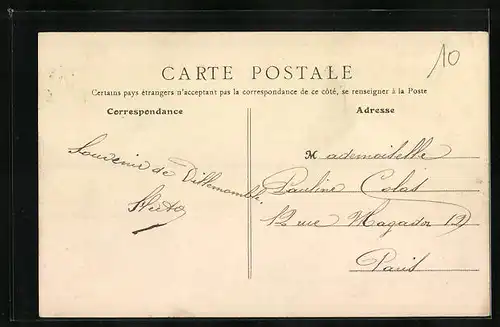 10
CARTE POSTALE
Certains pays étrangers n'acceptant pas la correspondance de ce côté, se renseigner à la Poste
Correspondance
Adresse
Souvenir de Villemomble.
Mademoiselle
Pauline Colas
12 rue Mogador 12
Paris